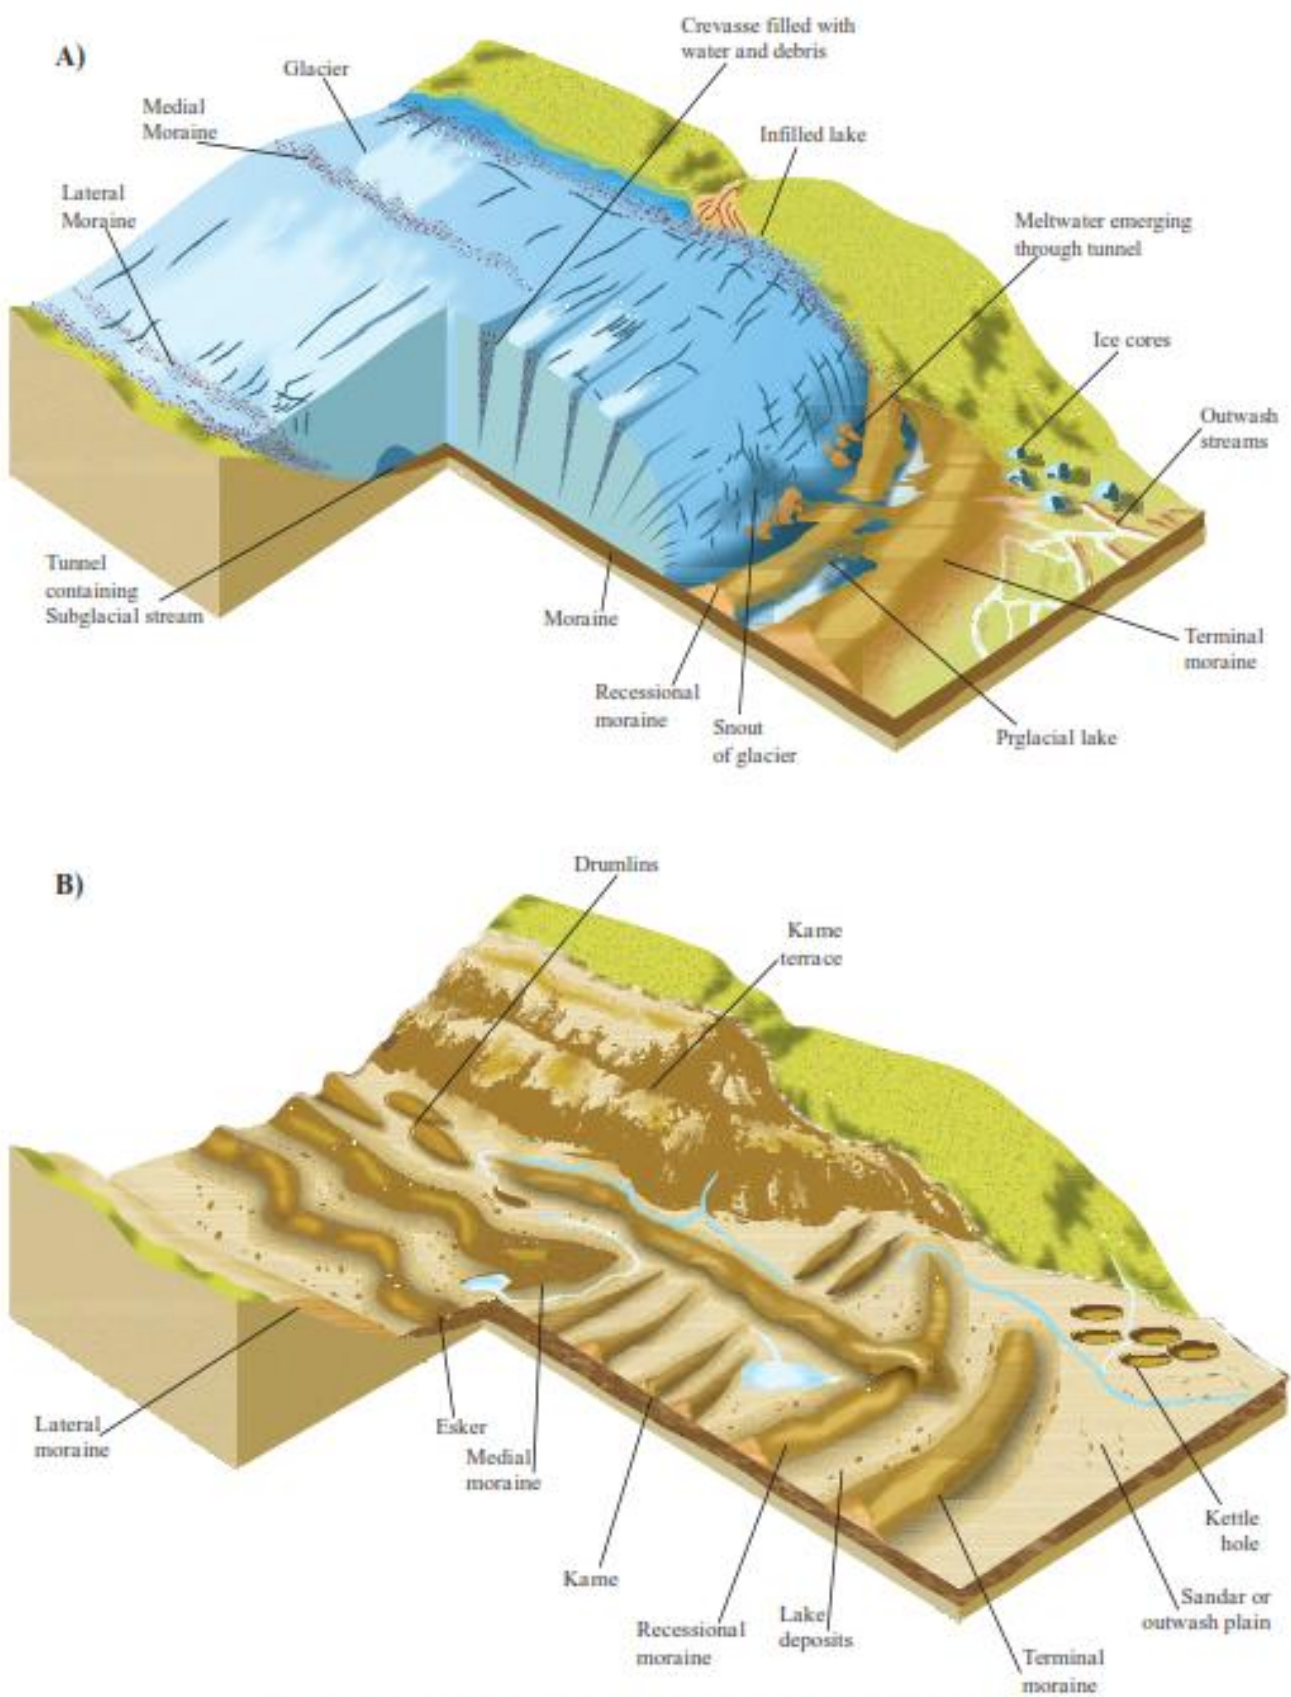 A)
Crevasse filled with
water and debris
Glacier
Medial
Moraine
Infilled lake
Lateral
Moraine
Meltwater emerging
through tunnel
Ice cores
Outwash
streams
Tunnel
containing
Subglacial stream
Moraine
Terminal
moraine
Recessional
moraine
Snout
of glacier
Prglacial lake
B)
Drumlins
Kame
terrace
Lateral
moraine
Esker
Medial
moraine
Kame
Recessional
moraine
Lake
deposits
Kettle
hole
Sandar or
outwash plain
Terminal
moraine